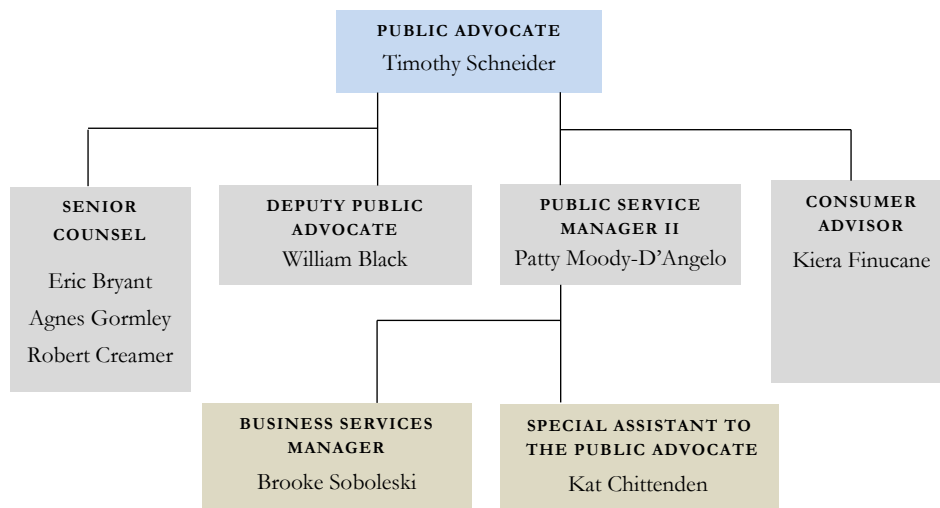 PUBLIC ADVOCATE
Timothy Schneider
SENIOR
COUNSEL
Eric Bryant
Agnes Gormley
Robert Creamer
DEPUTY PUBLIC
ADVOCATE
William Black
PUBLIC SERVICE
MANAGER II
Patty Moody-D’Angelo
CONSUMER
ADVISOR
Kiera Finucane
BUSINESS SERVICES
MANAGER
Brooke Soboleski
SPECIAL ASSISTANT TO
THE PUBLIC ADVOCATE
Kat Chittenden